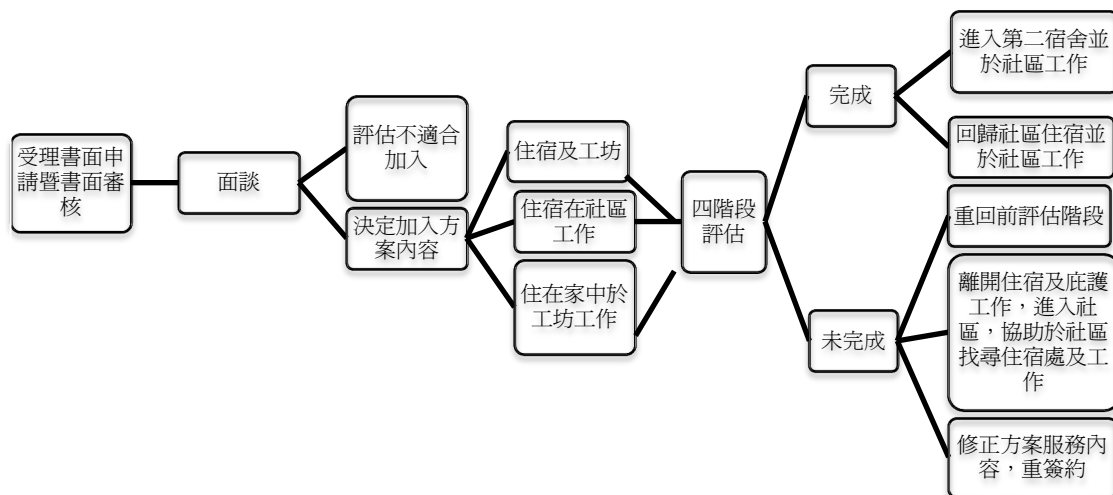 受理書面申
請暨書面審
核
面談
評估不適合
加入
決定加入方
案內容
住宿及工坊
住宿在社區
工作
住在家中於
工坊工作
四階段
評估
完成
未完成
進入第二宿舍並
於社區工作
回歸社區住宿並
於社區工作
重回前評估階段
離開住宿及庇護
工作，進入社
區，協助於社區
找尋住宿處及工
作
修正方案服務內
容，重簽約